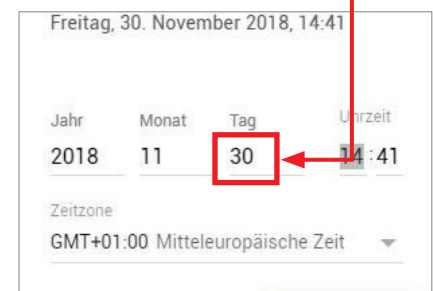 Freitag, 30. November 2018, 14:41
Jahr Monat Tag Uhrzeit
2018 11 30 14:41
Zeitzone
GMT+01:00 Mitteleuropäische Zeit